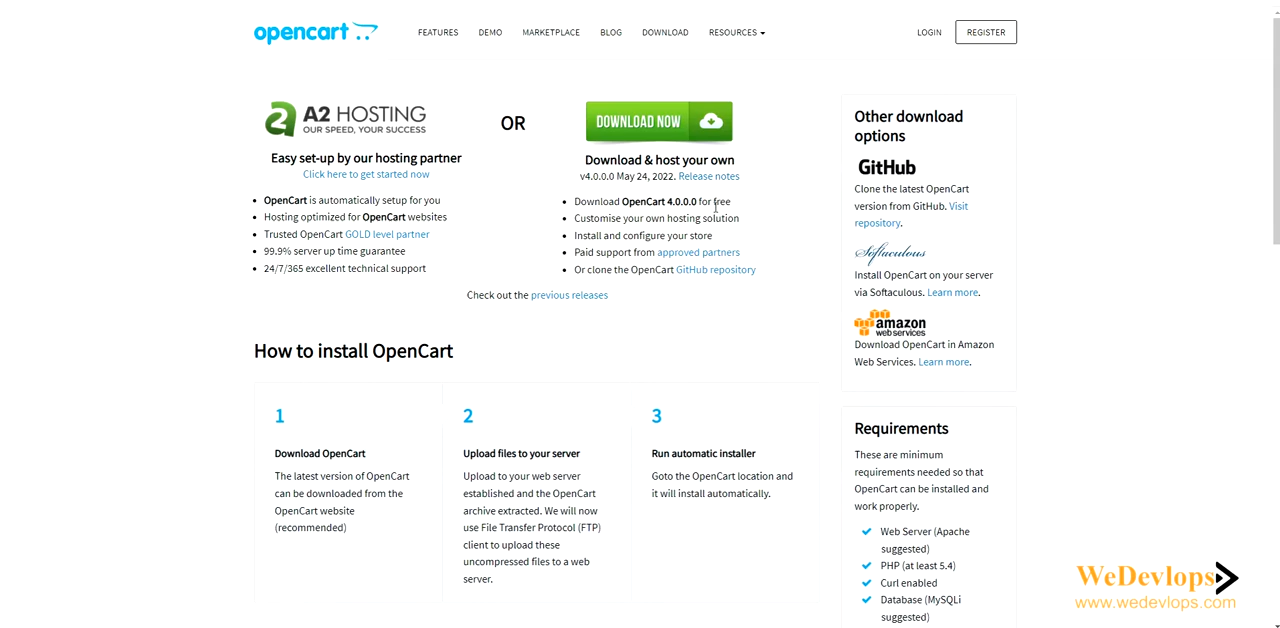 opencart
FEATURES DEMO MARKETPLACE BLOG DOWNLOAD RESOURCES LOGIN REGISTER
A2 HOSTING
OUR SPEED, YOUR SUCCESS
Easy set-up by our hosting partner
Click here to get started now
OpenCart is automatically setup for you
Hosting optimized for OpenCart websites
Trusted OpenCart GOLD level partner
99.9% server up time guarantee
24/7/365 excellent technical support
OR
DOWNLOAD NOW
Download & host your own
v4.0.0.0 May 24, 2022. Release notes
Download OpenCart 4.0.0.0 for free
Customise your own hosting solution
Install and configure your store
Paid support from approved partners
Or clone the OpenCart GitHub repository
Check out the previous releases
Other download
options
GitHub
Clone the latest OpenCart
version from GitHub. Visit
repository.
Softaculous
Install OpenCart on your server
via Softaculous. Learn more.
amazon
web services
Download OpenCart in Amazon
Web Services. Learn more.
How to install OpenCart
1
Download OpenCart
The latest version of OpenCart
can be downloaded from the
OpenCart website
(recommended)
2
Upload files to your server
Upload to your web server
established and the OpenCart
archive extracted. We will now
use File Transfer Protocol (FTP)
client to upload these
uncompressed files to a web
server.
3
Run automatic installer
Goto the OpenCart location and
it will install automatically.
Requirements
These are minimum
requirements needed so that
OpenCart can be installed and
work properly.
Web Server (Apache
suggested)
PHP (at least 5.4)
Curl enabled
Database (MySQLi
suggested)
WeDevlops
www.wedevlops.com